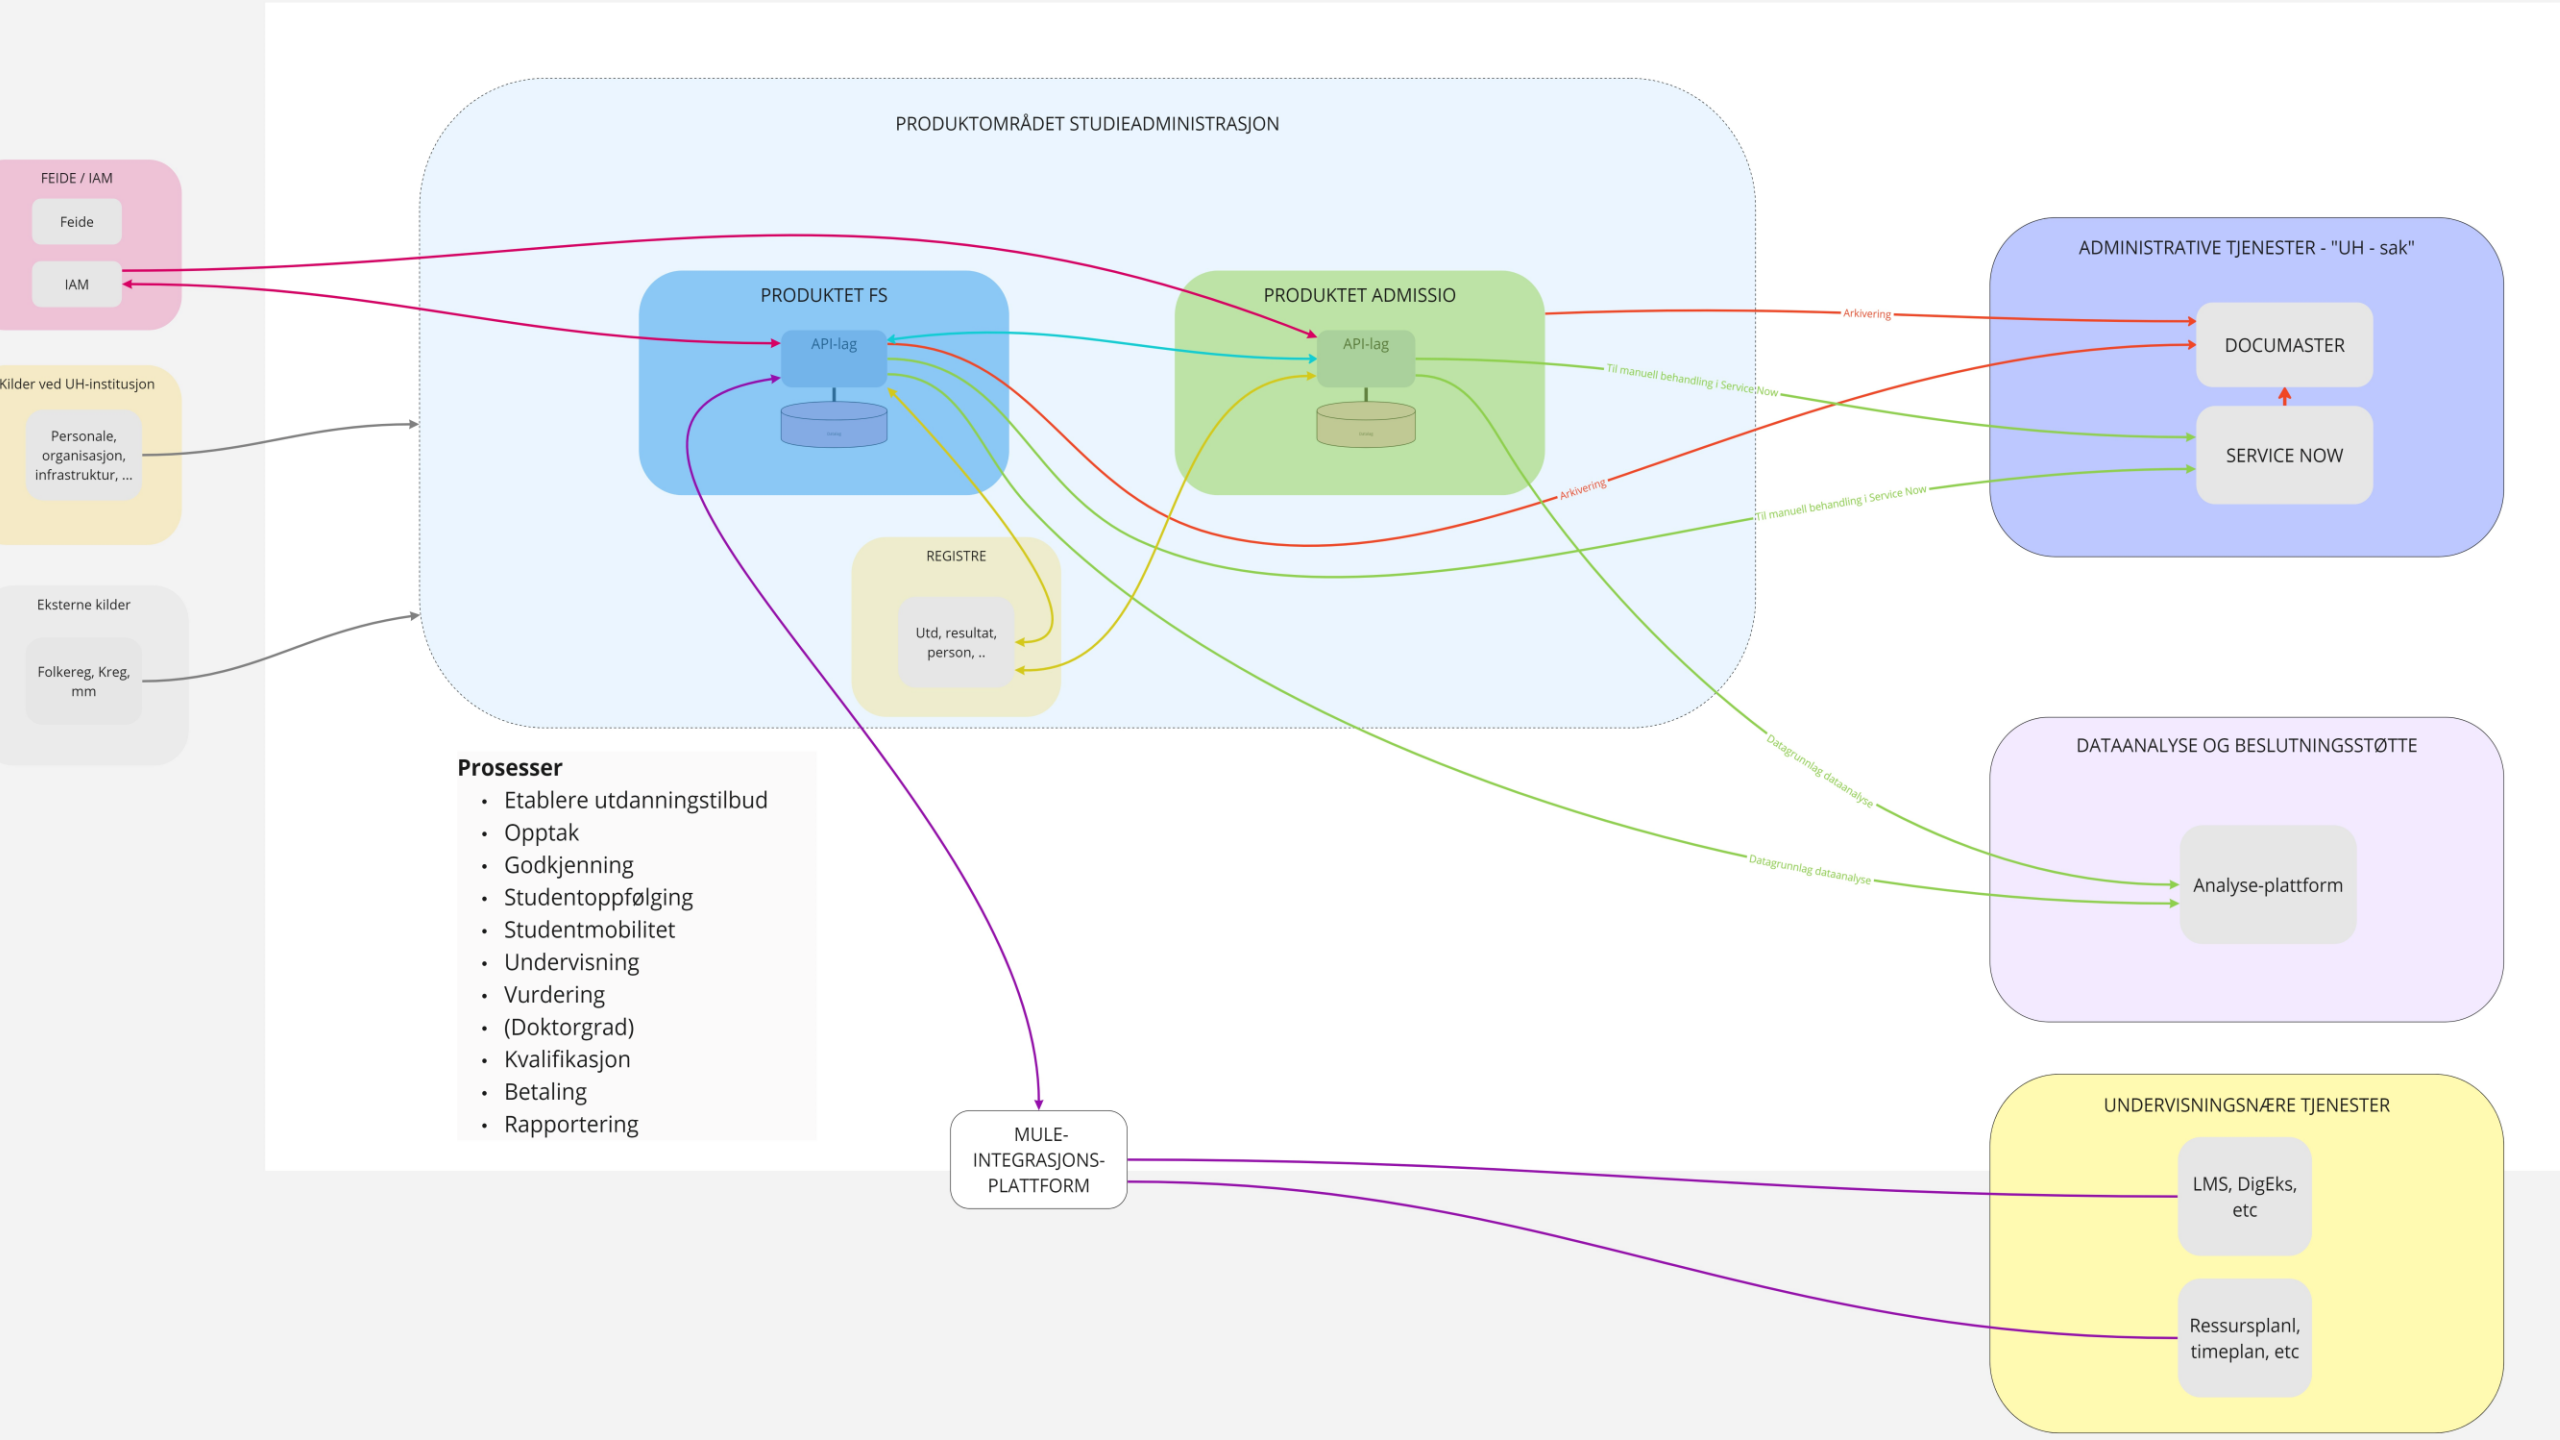 PRODUKTOMRÅDET STUDIEADMINISTRASJON
FEIDE / IAM
Feide
IAM
Kilder ved UH-institusjon
Personale,
organisasjon,
infrastruktur, ...
Eksterne kilder
Folkereg, Kreg,
mm
PRODUKTET FS
API-lag
PRODUKTET ADMISSIO
API-lag
REGISTRE
Utd, resultat,
person, ..
Arkivering
Til manuell behandling i Service Now
Arkivering
Til manuell behandling i Service Now
Datagrunnlag dataanalyse
Datagrunnlag dataanalyse
ADMINISTRATIVE TJENESTER - "UH - sak"
DOCUMASTER
SERVICE NOW
DATAANALYSE OG BESLUTNINGSSTØTTE
Analyse-plattform
Prosesser
• Etablere utdanningstilbud
• Opptak
• Godkjenning
• Studentoppfølging
• Studentmobilitet
• Undervisning
• Vurdering
• (Doktorgrad)
• Kvalifikasjon
• Betaling
• Rapportering
MULE-
INTEGRASJONS-
PLATTFORM
UNDERVISNINGSNÆRE TJENESTER
LMS, DigEks,
etc
Ressursplanl,
timeplan, etc